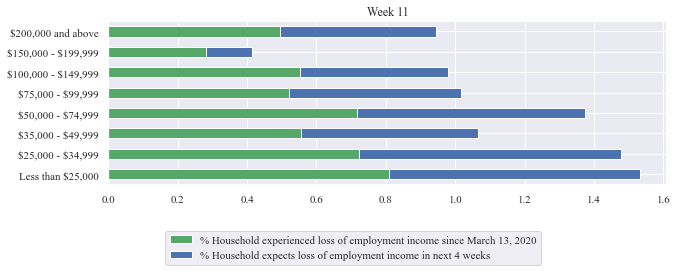 Week 11
$200,000 and above
$150,000 - $199,999
$100,000 - $149,999
$75,000 - $99,999
$50,000 - $74,999
$35,000 - $49,999
$25,000 - $34,999
Less than $25,000
0.0 0.2 0.4 0.6 0.8 1.0 1.2 1.4 1.6
% Household experienced loss of employment income since March 13, 2020
% Household expects loss of employment income in next 4 weeks